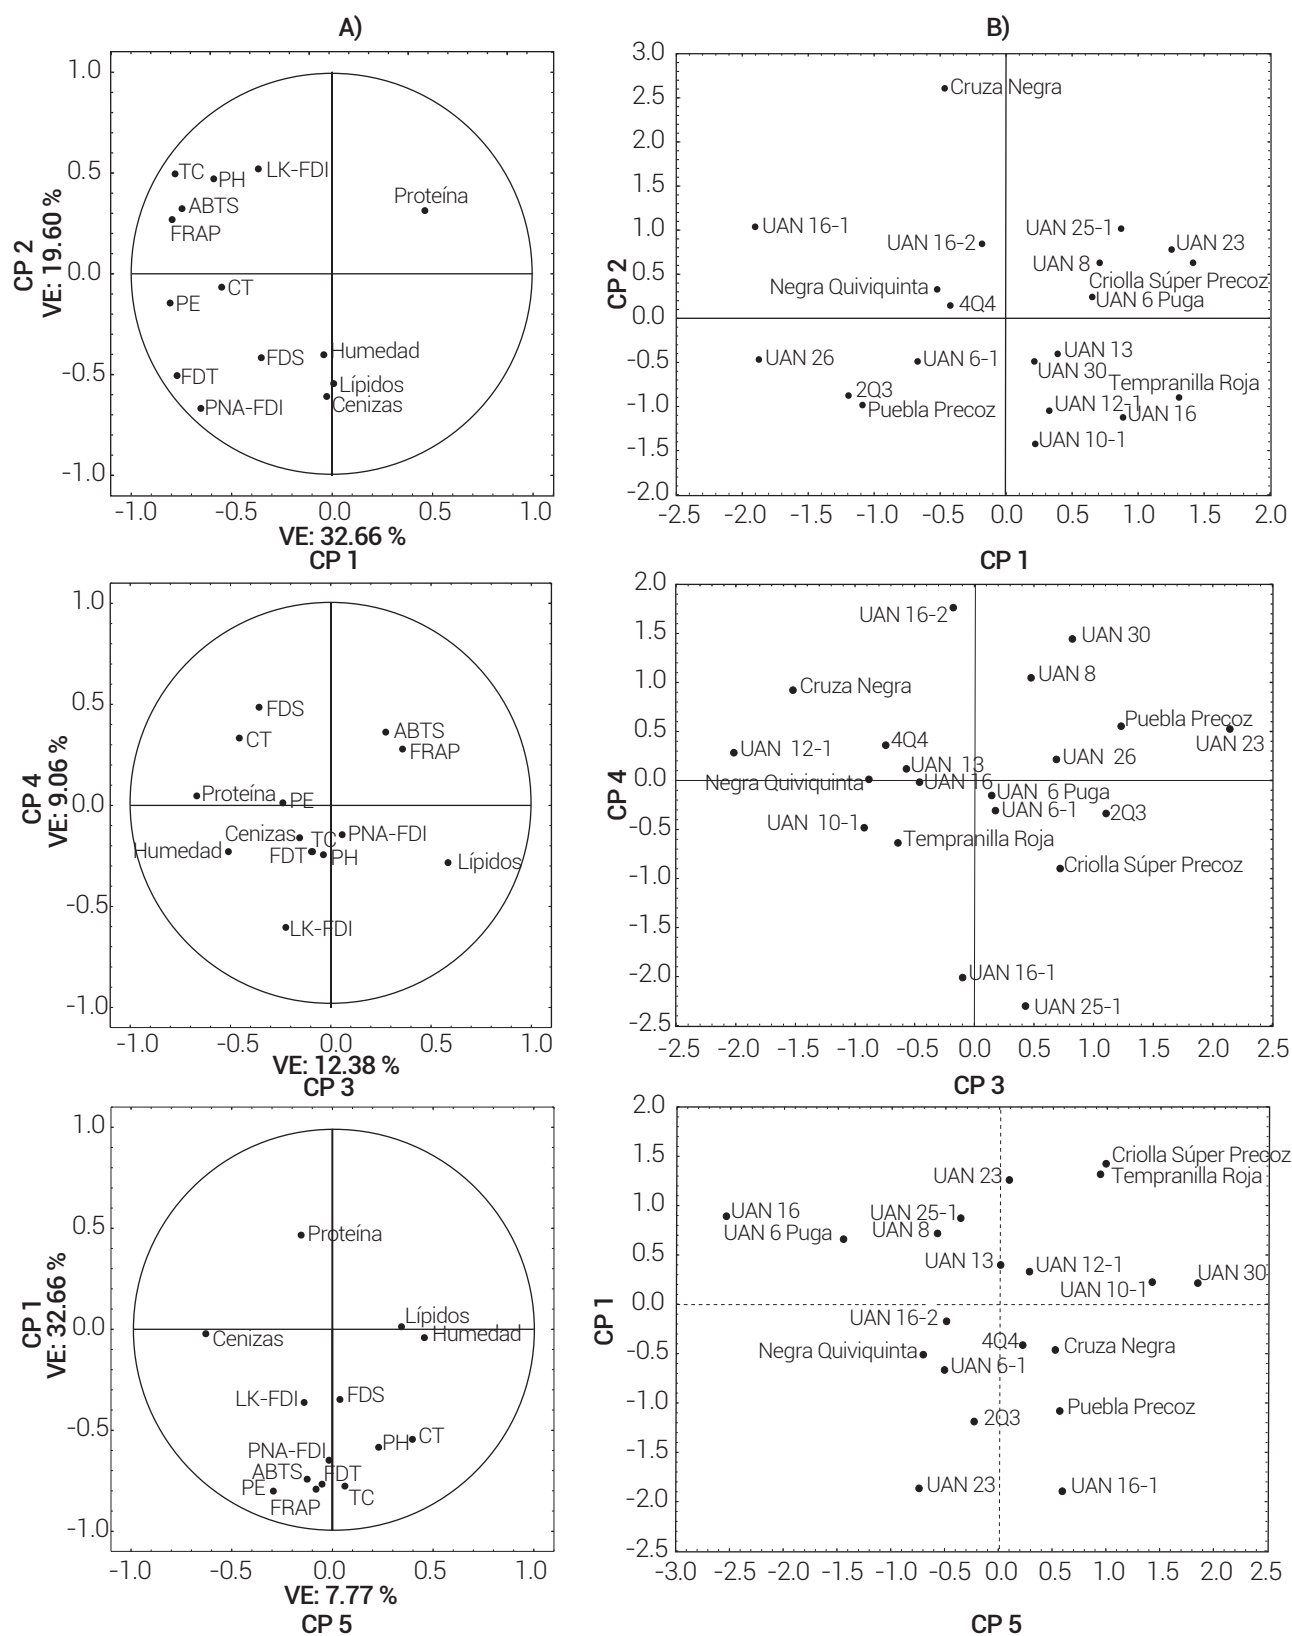 A)
1.0
0.5
0.0
-0.5
-1.0
CP 2
VE: 19.60 %
TC
PH
LK-FDI
ABTS
FRAP
Proteína
CT
PE
FDS
Humedad
FDT
Lípidos
PNA-FDI
Cenizas
-1.0 -0.5 0.0 0.5 1.0
VE: 32.66 %
CP 1
B)
3.0
2.5
2.0
1.5
1.0
0.5
0.0
-0.5
-1.0
-1.5
-2.0
CP 2
Cruza Negra
UAN 16-1
UAN 16-2
UAN 25-1
UAN 23
UAN 8
Criolla Súper Precoz
Negra Quiviquinta
4Q4
UAN 6 Puga
UAN 26
UAN 6-1
UAN 13
UAN 30
Tempranilla Roja
2Q3
Puebla Precoz
UAN 12-1
UAN 16
UAN 10-1
-2.5 -2.0 -1.5 -1.0 -0.5 0.0 0.5 1.0 1.5 2.0
CP 1
1.0
0.5
0.0
-0.5
-1.0
CP 4
VE: 9.06 %
FDS
CT
ABTS
FRAP
Proteína
PE
Cenizas
TC
PNA-FDI
Humedad
FDT
PH
Lípidos
LK-FDI
-1.0 -0.5 0.0 0.5 1.0
VE: 12.38 %
CP 3
2.0
1.5
1.0
0.5
0.0
-0.5
-1.0
-1.5
-2.0
-2.5
CP 4
UAN 16-2
UAN 30
UAN 8
Cruza Negra
Puebla Precoz
UAN 23
4Q4
UAN 12-1
UAN 26
UAN 13
Negra Quiviquinta
UAN 16
UAN 6 Puga
UAN 6-1
2Q3
UAN 10-1
Tempranilla Roja
Criolla Súper Precoz
UAN 16-1
UAN 25-1
-2.5 -2.0 -1.5 -1.0 -0.5 0.0 0.5 1.0 1.5 2.0 2.5
CP 3
1.0
0.5
0.0
-0.5
-1.0
CP 1
VE: 32.66 %
Proteína
Lípidos
Humedad
Cenizas
LK-FDI
FDS
PH
CT
PNA-FDI
ABTS
FDT
PE
FRAP
TC
-1.0 -0.5 0.0 0.5 1.0
VE: 7.77 %
CP 5
2.0
1.5
1.0
0.5
0.0
-0.5
-1.0
-1.5
-2.0
-2.5
CP 1
Criolla Súper Precoz
UAN 23
Tempranilla Roja
UAN 16
UAN 25-1
UAN 6 Puga
UAN 8
UAN 13
UAN 12-1
UAN 10-1
UAN 30
UAN 16-2
4Q4
Cruza Negra
Negra Quiviquinta
UAN 6-1
Puebla Precoz
2Q3
UAN 23
UAN 16-1
-3.0 -2.5 -2.0 -1.5 -1.0 -0.5 0.0 0.5 1.0 1.5 2.0 2.5
CP 5